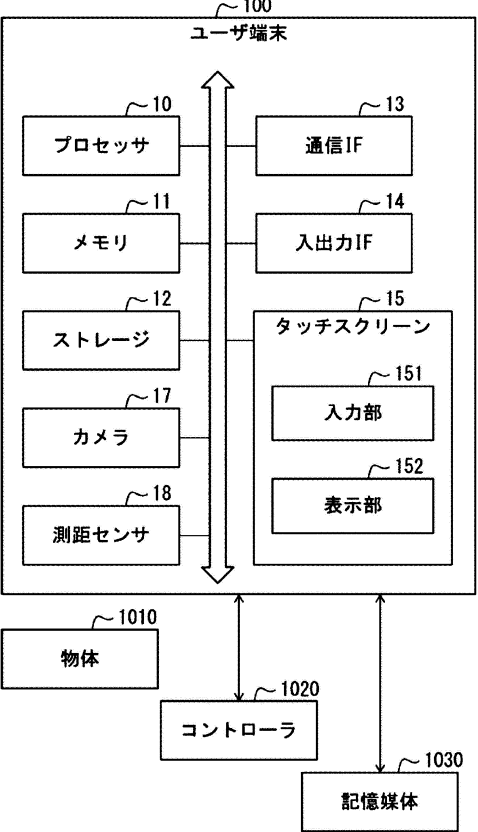 100
ユーザ端末
10
プロセッサ
13
通信IF
11
メモリ
14
入出力IF
12
ストレージ
15
タッチスクリーン
151
入力部
17
カメラ
152
表示部
18
測距センサ
1010
物体
1020
コントローラ
1030
記憶媒体